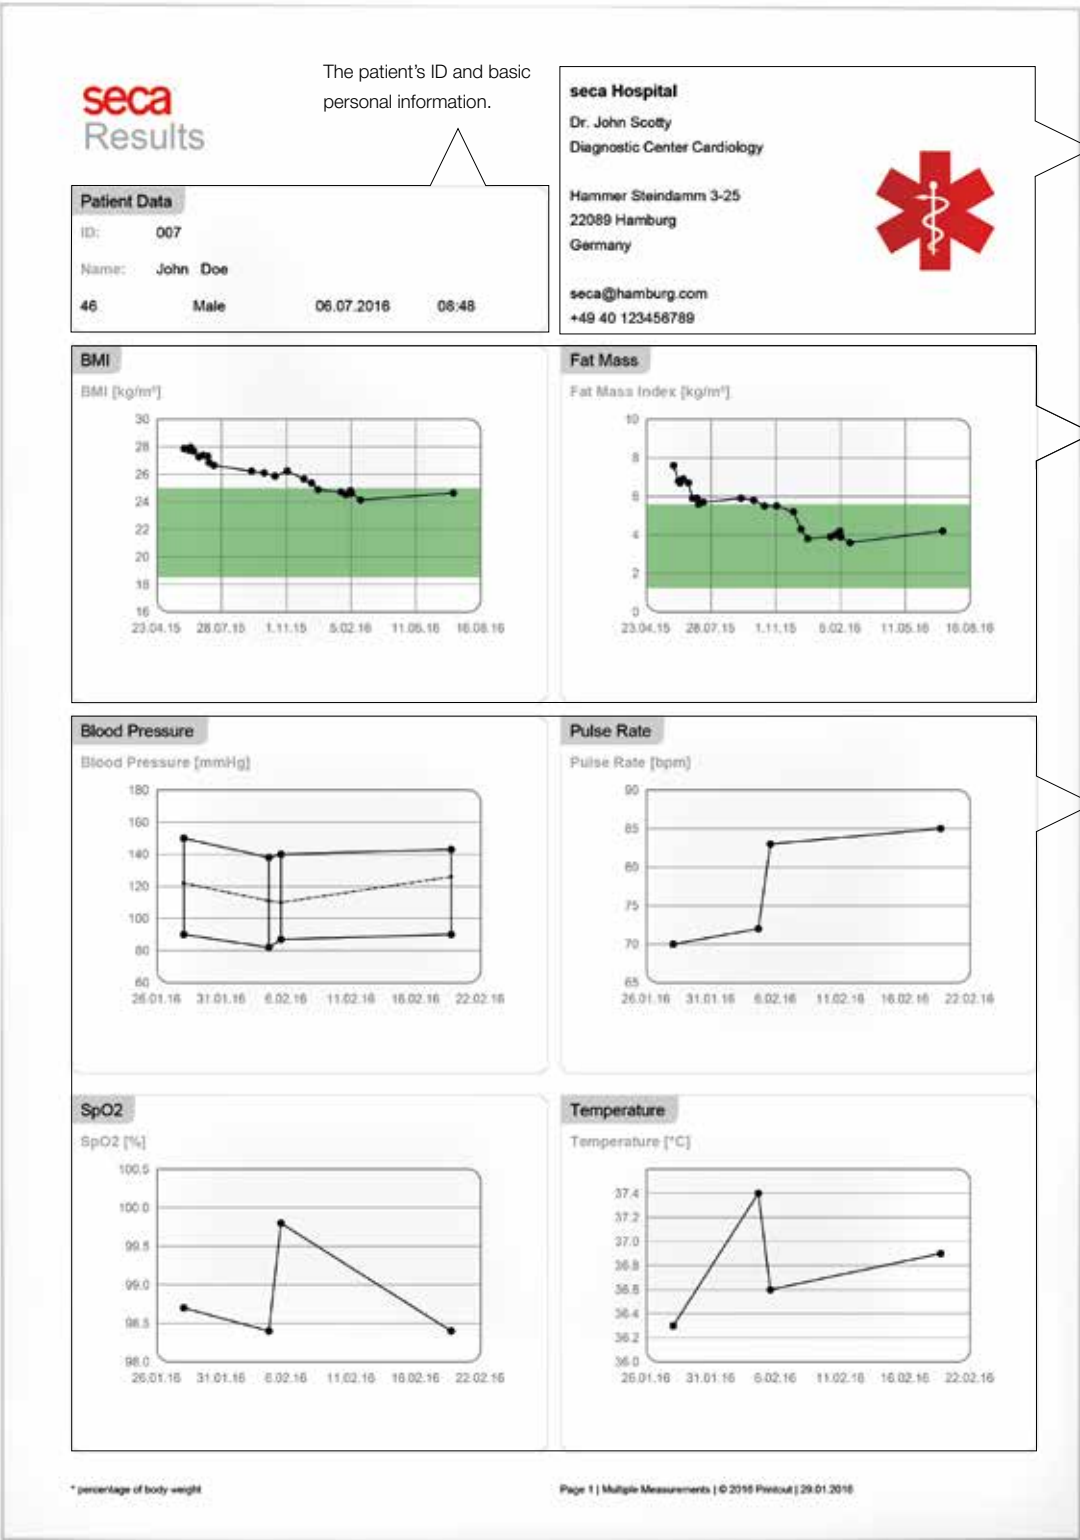 The patient's ID and basic
personal information.
seca
Results
seca Hospital
Dr. John Scotty
Diagnostic Center Cardiology
Hammer Steindamm 3-25
22089 Hamburg
Germany
seca@hamburg.com
+49 40 123456789
Patient Data
ID: 007
Name: John Doe
46 Male 06.07.2016 08:48
BMI
BMI [kg/m²]
30
28
26
24
22
20
18
16
23.04.15 28.07.15 1.11.15 5.02.16 11.05.16 16.08.16
Fat Mass
Fat Mass Index [kg/m²]
10
8
6
4
2
0
23.04.15 28.07.15 1.11.15 5.02.16 11.05.16 16.08.16
Blood Pressure
Blood Pressure [mmHg]
180
160
140
120
100
80
60
26.01.16 31.01.16 6.02.16 11.02.16 16.02.16 22.02.16
Pulse Rate
Pulse Rate [bpm]
90
85
80
75
70
65
26.01.16 31.01.16 6.02.16 11.02.16 16.02.16 22.02.16
SpO2
SpO2 [%]
100.5
100.0
99.5
99.0
98.5
98.0
26.01.16 31.01.16 6.02.16 11.02.16 16.02.16 22.02.16
Temperature
Temperature [°C]
37.4
37.2
37.0
36.8
36.6
36.4
36.2
36.0
26.01.16 31.01.16 6.02.16 11.02.16 16.02.16 22.02.16
* percentage of body weight
Page 1 | Multiple Measurements | © 2016 Printout | 29.01.2016